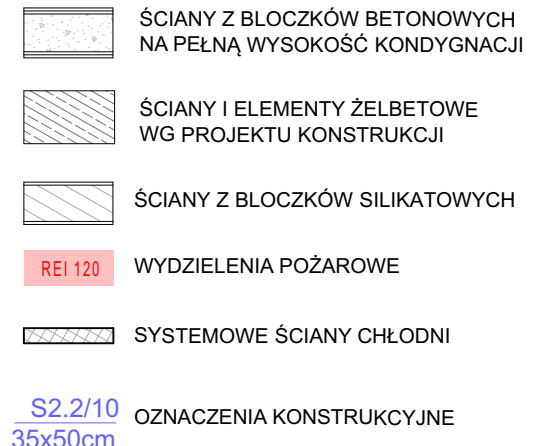 ŚCIANY Z BLOCZKÓW BETONOWYCH
NA PEŁNĄ WYSOKOŚĆ KONDYGNACJI
ŚCIANY I ELEMENTY ŻELBETOWE
WG PROJEKTU KONSTRUKCJI
ŚCIANY Z BLOCZKÓW SILIKATOWYCH
REI 120 WYDZIELENIA POŻAROWE
SYSTEMOWE ŚCIANY CHŁODNI
S2.2/10 OZNACZENIA KONSTRUKCYJNE
35x50cm